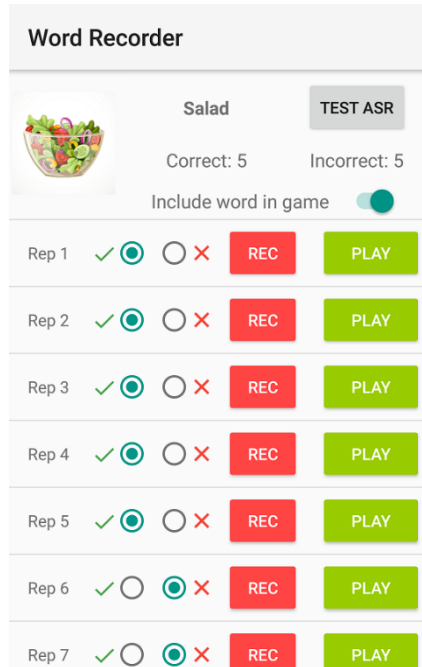 Word Recorder
Salad TEST ASR
Correct: 5 Incorrect: 5
Include word in game
Rep 1 REC PLAY
Rep 2 REC PLAY
Rep 3 REC PLAY
Rep 4 REC PLAY
Rep 5 REC PLAY
Rep 6 REC PLAY
Rep 7 REC PLAY